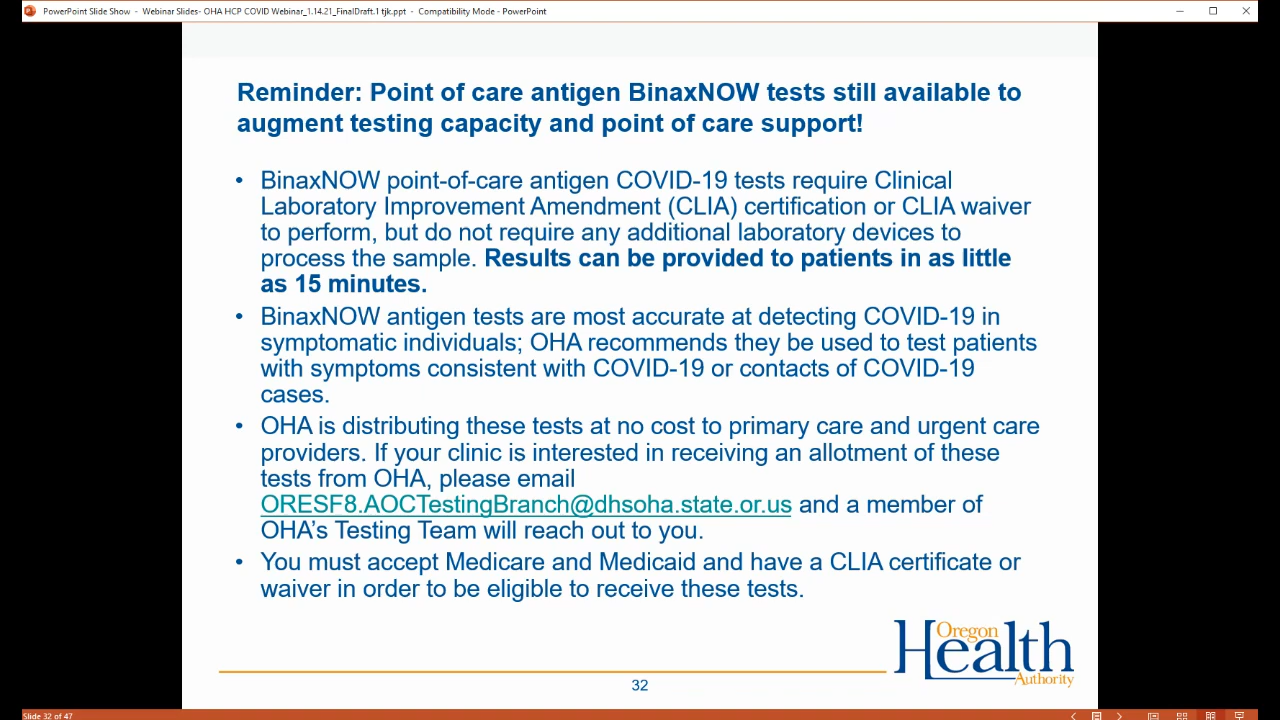 PowerPoint Slide Show - Webinar Slides- OHA HCP COVID Webinar_1.14.21_FinalDraft.1 tjk.ppt - Compatibility Mode - PowerPoint
Reminder: Point of care antigen BinaxNOW tests still available to
augment testing capacity and point of care support!
• BinaxNOW point-of-care antigen COVID-19 tests require Clinical
Laboratory Improvement Amendment (CLIA) certification or CLIA waiver
to perform, but do not require any additional laboratory devices to
process the sample. Results can be provided to patients in as little
as 15 minutes.
• BinaxNOW antigen tests are most accurate at detecting COVID-19 in
symptomatic individuals; OHA recommends they be used to test patients
with symptoms consistent with COVID-19 or contacts of COVID-19
cases.
• OHA is distributing these tests at no cost to primary care and urgent care
providers. If your clinic is interested in receiving an allotment of these
tests from OHA, please email
ORESF8.AOCTestingBranch@dhsoha.state.or.us and a member of
OHA's Testing Team will reach out to you.
• You must accept Medicare and Medicaid and have a CLIA certificate or
waiver in order to be eligible to receive these tests.
Oregon
Health
Authority
32
Slide 32 of 47